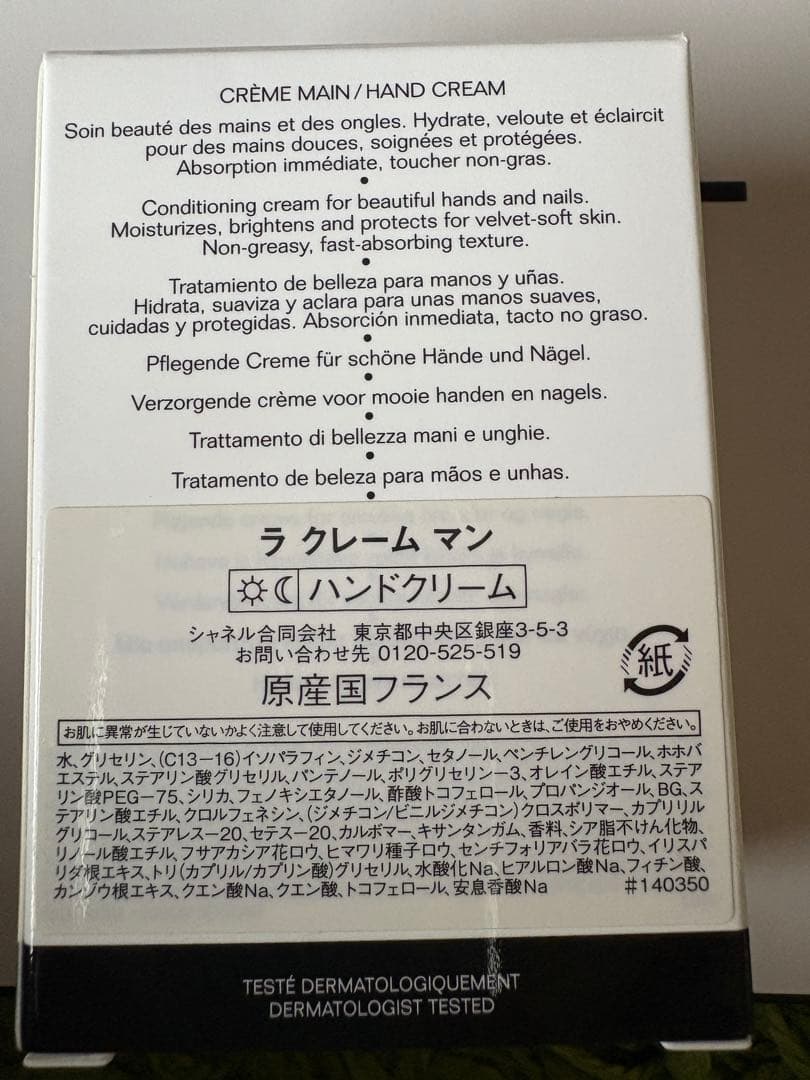 CRÈME MAIN / HAND CREAM
Soin beauté des mains et des ongles. Hydrate, veloute et éclaircit
pour des mains douces, soignées et protégées.
Absorption immédiate, toucher non-gras.
•
Conditioning cream for beautiful hands and nails.
Moisturizes, brightens and protects for velvet-soft skin.
Non-greasy, fast-absorbing texture.
•
Tratamiento de belleza para manos y uñas.
Hidrata, suaviza y aclara para unas manos suaves,
cuidadas y protegidas. Absorción inmediata, tacto no graso.
•
Pflegende Creme für schöne Hände und Nägel.
•
Verzorgende crème voor mooie handen en nagels.
•
Trattamento di bellezza mani e unghie.
•
Tratamento de beleza para mãos e unhas.
•
ラ クレーム マン
ハンドクリーム
シャネル合同会社 東京都中央区銀座3-5-3
お問い合わせ先 0120-525-519
紙
原産国フランス
お肌に異常が生じていないかよく注意して使用してください。お肌に合わないときは、ご使用をおやめください。
水、グリセリン、(C13-16)イソパラフィン、ジメチコン、セタノール、ペンチレングリコール、ホホバ
エステル、ステアリン酸グリセリル、パンテノール、ポリグリセリン-3、オレイン酸エチル、ステア
リン酸PEG-75、シリカ、フェノキシエタノール、酢酸トコフェロール、プロパンジオール、BG、ス
テアリン酸エチル、クロルフェネシン、(ジメチコン/ビニルジメチコン)クロスポリマー、カプリリル
グリコール、ステアレス-20、セテス-20、カルボマー、キサンタンガム、香料、シア脂不けん化物、
リノール酸エチル、フサアカシア花ロウ、ヒマワリ種子ロウ、センチフォリアバラ花ロウ、イリスパ
リダ根エキス、トリ(カプリル/カプリン酸)グリセリル、水酸化Na、ヒアルロン酸Na、フィチン酸、
カンゾウ根エキス、クエン酸Na、クエン酸、トコフェロール、安息香酸Na #140350
TESTÉ DERMATOLOGIQUEMENT
DERMATOLOGIST TESTED